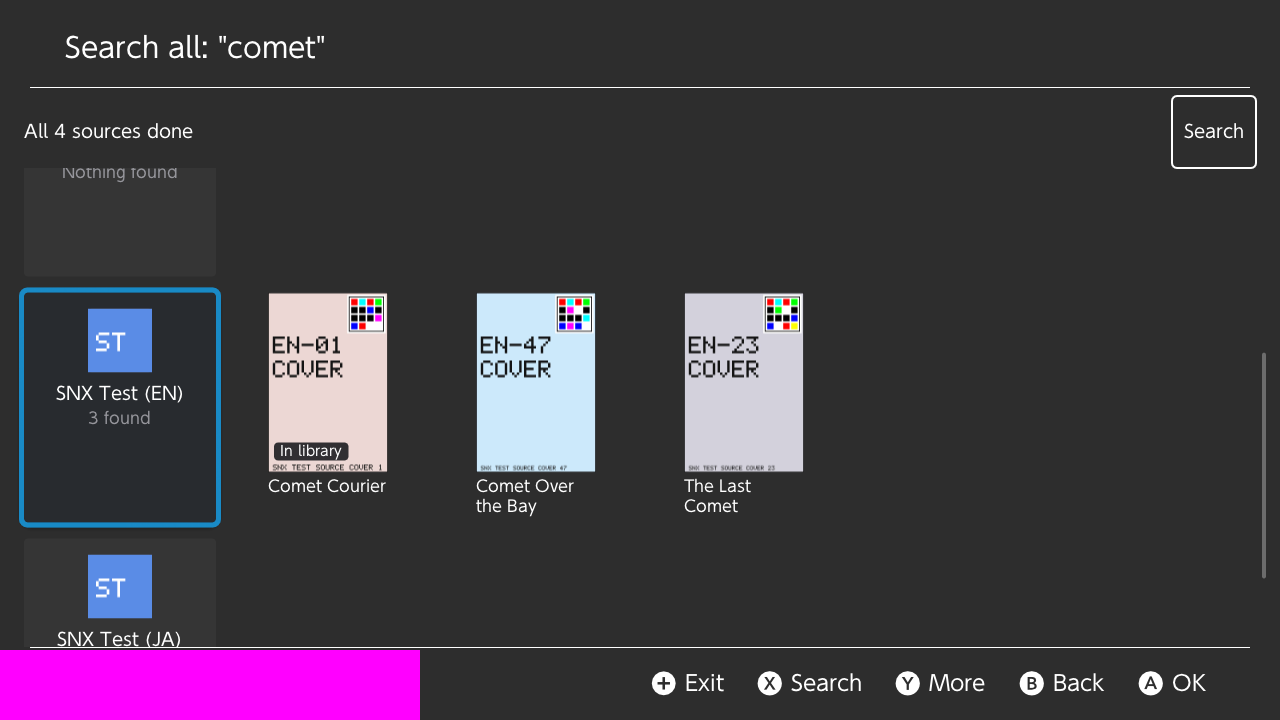 Search all: "comet"
All 4 sources done
Search
Nothing found
ST
SNX Test (EN)
3 found
EN-01
COVER
In library
SNX TEST SOURCE COVER 1
Comet Courier
EN-47
COVER
SNX TEST SOURCE COVER 47
Comet Over
the Bay
EN-23
COVER
SNX TEST SOURCE COVER 23
The Last
Comet
ST
SNX Test (JA)
+ Exit
X Search
Y More
B Back
A OK